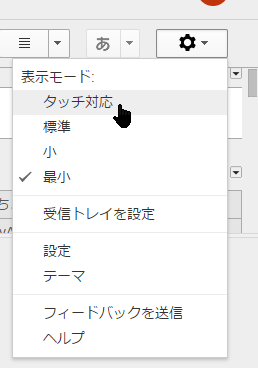 あ
表示モード:
タッチ対応
標準
小
最小
受信トレイを設定
設定
テーマ
フィードバックを送信
ヘルプ